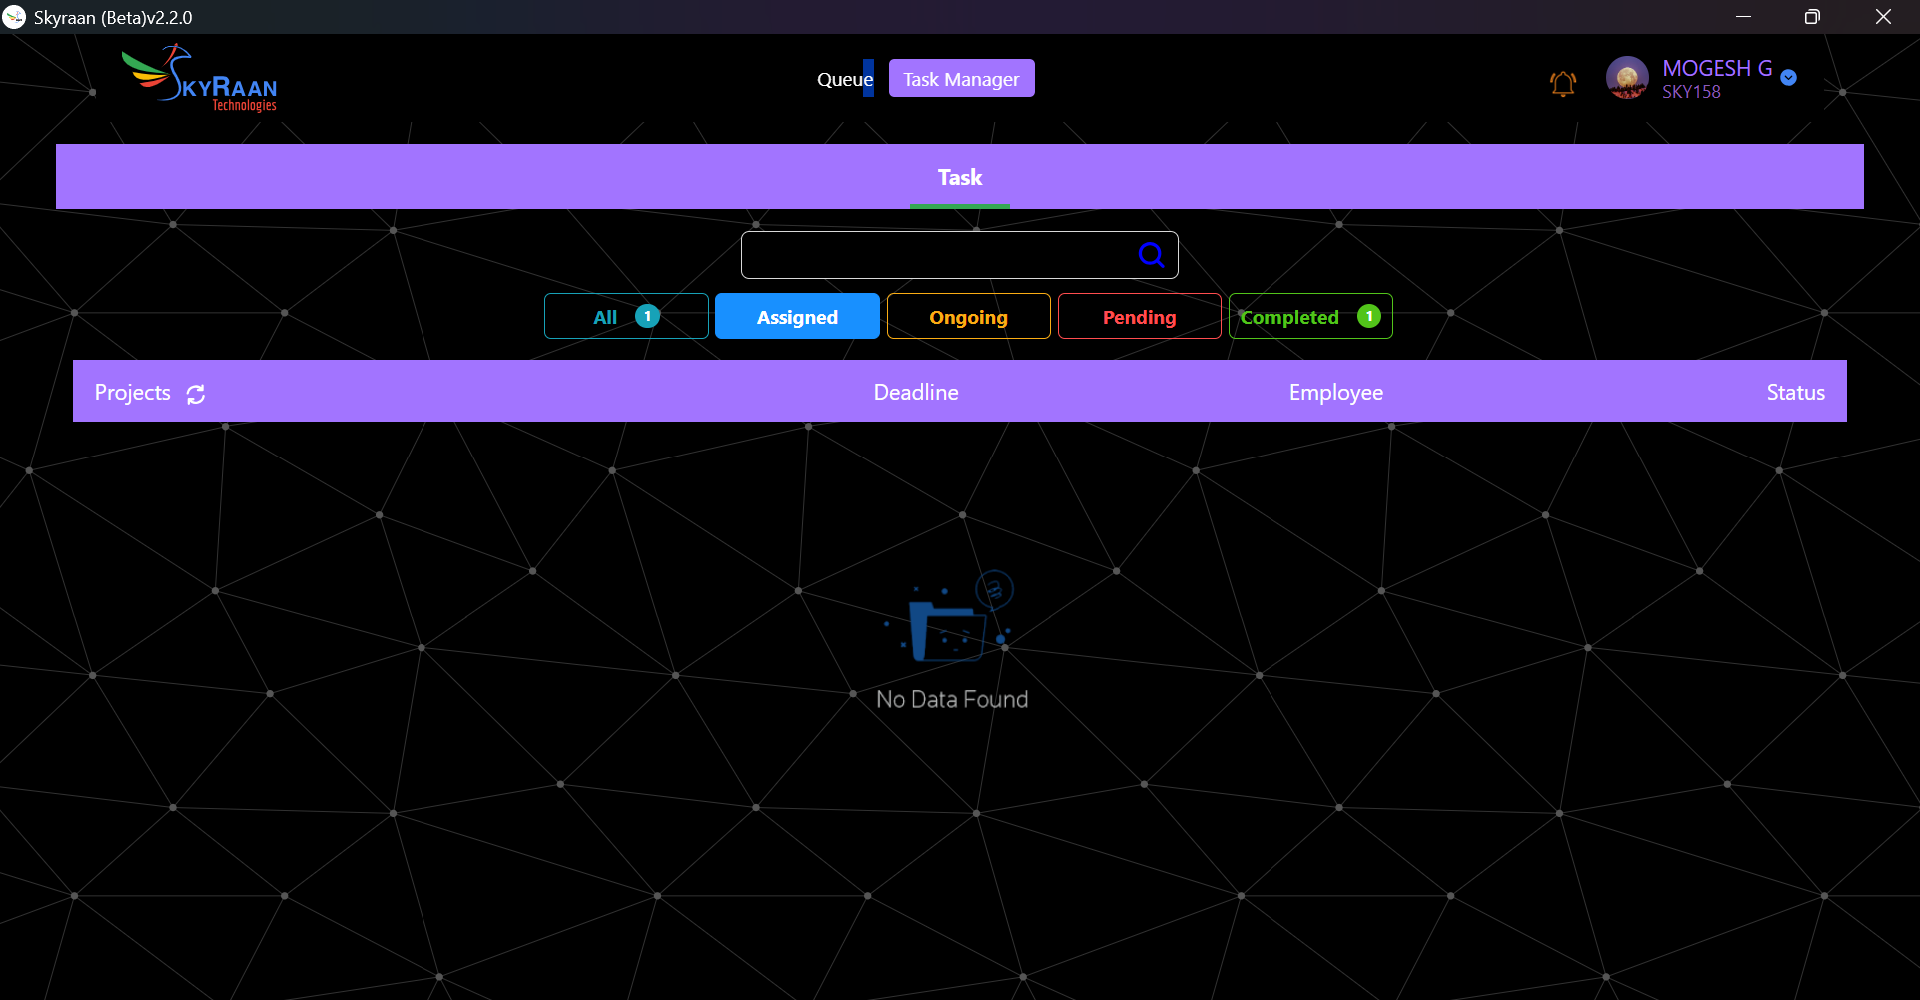 Skyraan (Beta)v2.2.0
SKYRAAN
Technologies
Queue
Task Manager
MOGESH G
SKY158
Task
All 1
Assigned
Ongoing
Pending
Completed 1
Projects
Deadline
Employee
Status
No Data Found